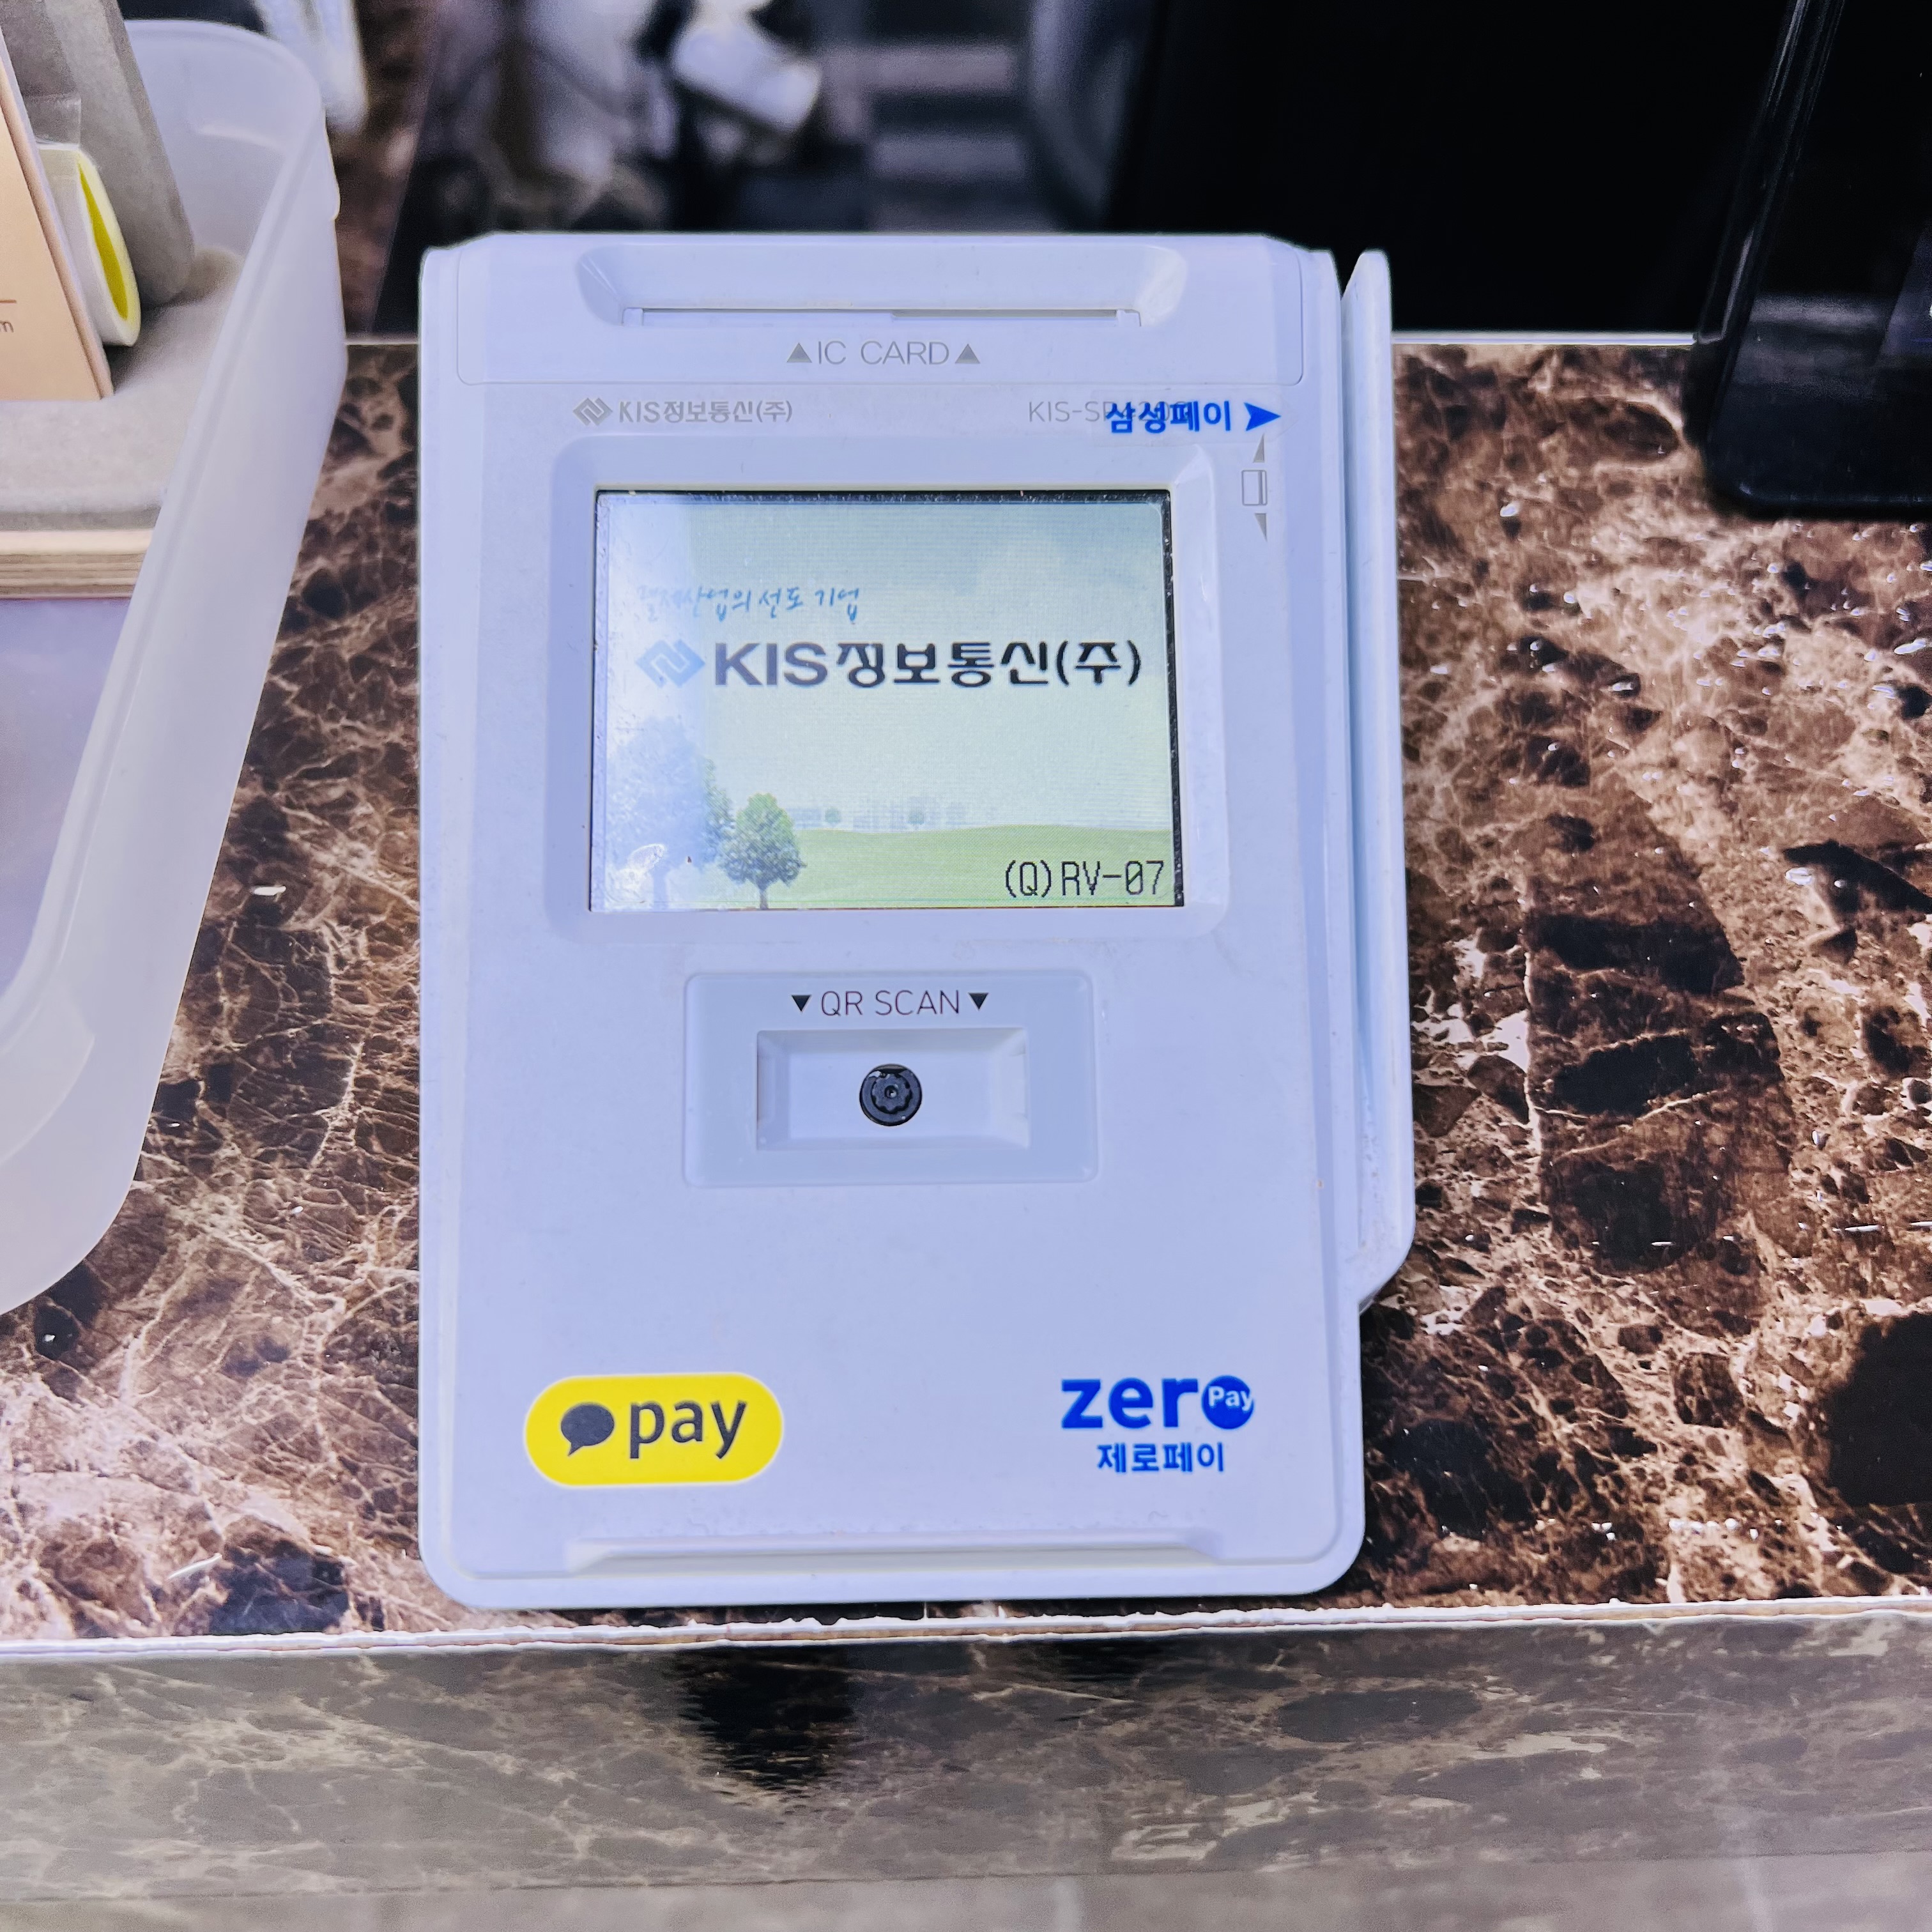 ▲IC CARD▲
KIS정보통신(주)
삼성페이
결제산업의 선도 기업
KIS정보통신(주)
(Q)RV-07
▼QR SCAN▼
pay
zero Pay
제로페이